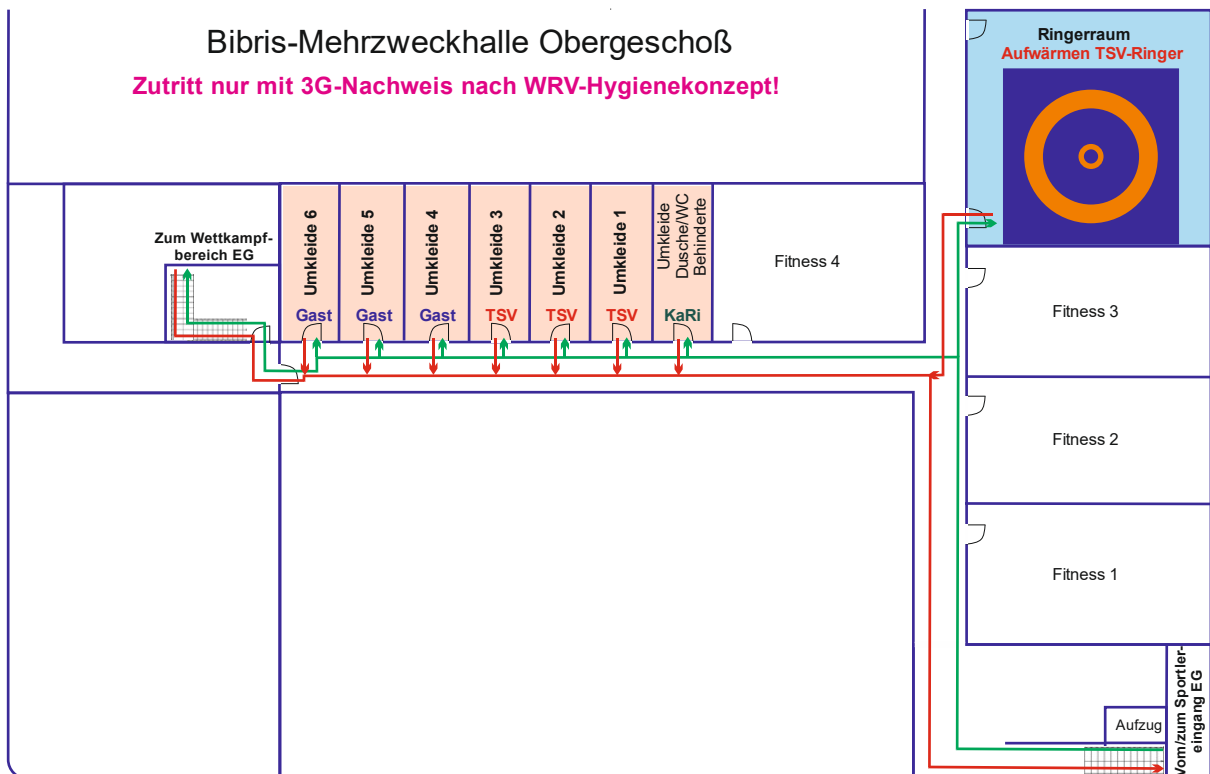 Bibris-Mehrzweckhalle Obergeschoß
Zutritt nur mit 3G-Nachweis nach WRV-Hygienekonzept!
Ringerraum
Aufwärmen TSV-Ringer
Zum Wettkampf-
bereich EG
Umkleide 6
Gast
Umkleide 5
Gast
Umkleide 4
Gast
Umkleide 3
TSV
Umkleide 2
TSV
Umkleide 1
TSV
Umkleide
Dusche/WC
Behinderte
KaRi
Fitness 4
Fitness 3
Fitness 2
Fitness 1
Aufzug
Vom/zum Sportler-
eingang EG